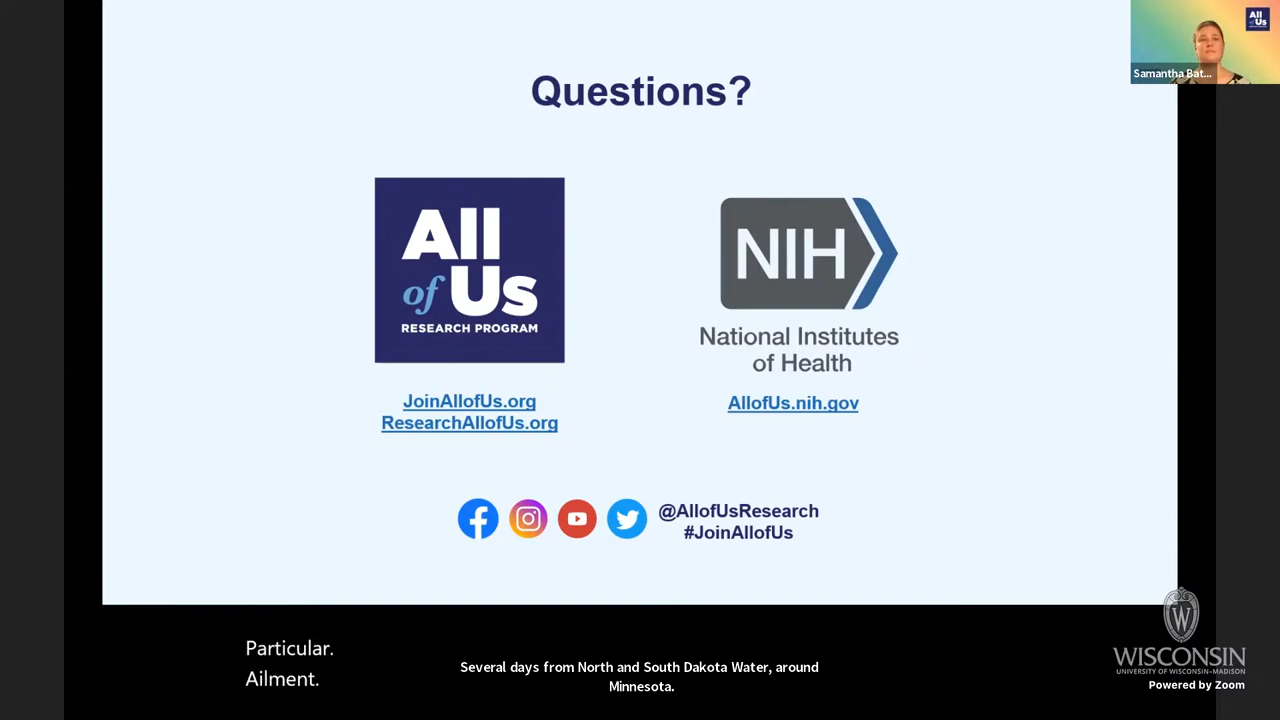 All
of Us
Samantha Bat...
Questions?
All
of Us
RESEARCH PROGRAM
NIH
National Institutes
of Health
JoinAllofUs.org
ResearchAllofUs.org
AllofUs.nih.gov
@AllofUsResearch
#JoinAllofUs
Particular.
Ailment.
Several days from North and South Dakota Water, around
Minnesota.
W
WISCONSIN
UNIVERSITY OF WISCONSIN–MADISON
Powered by Zoom